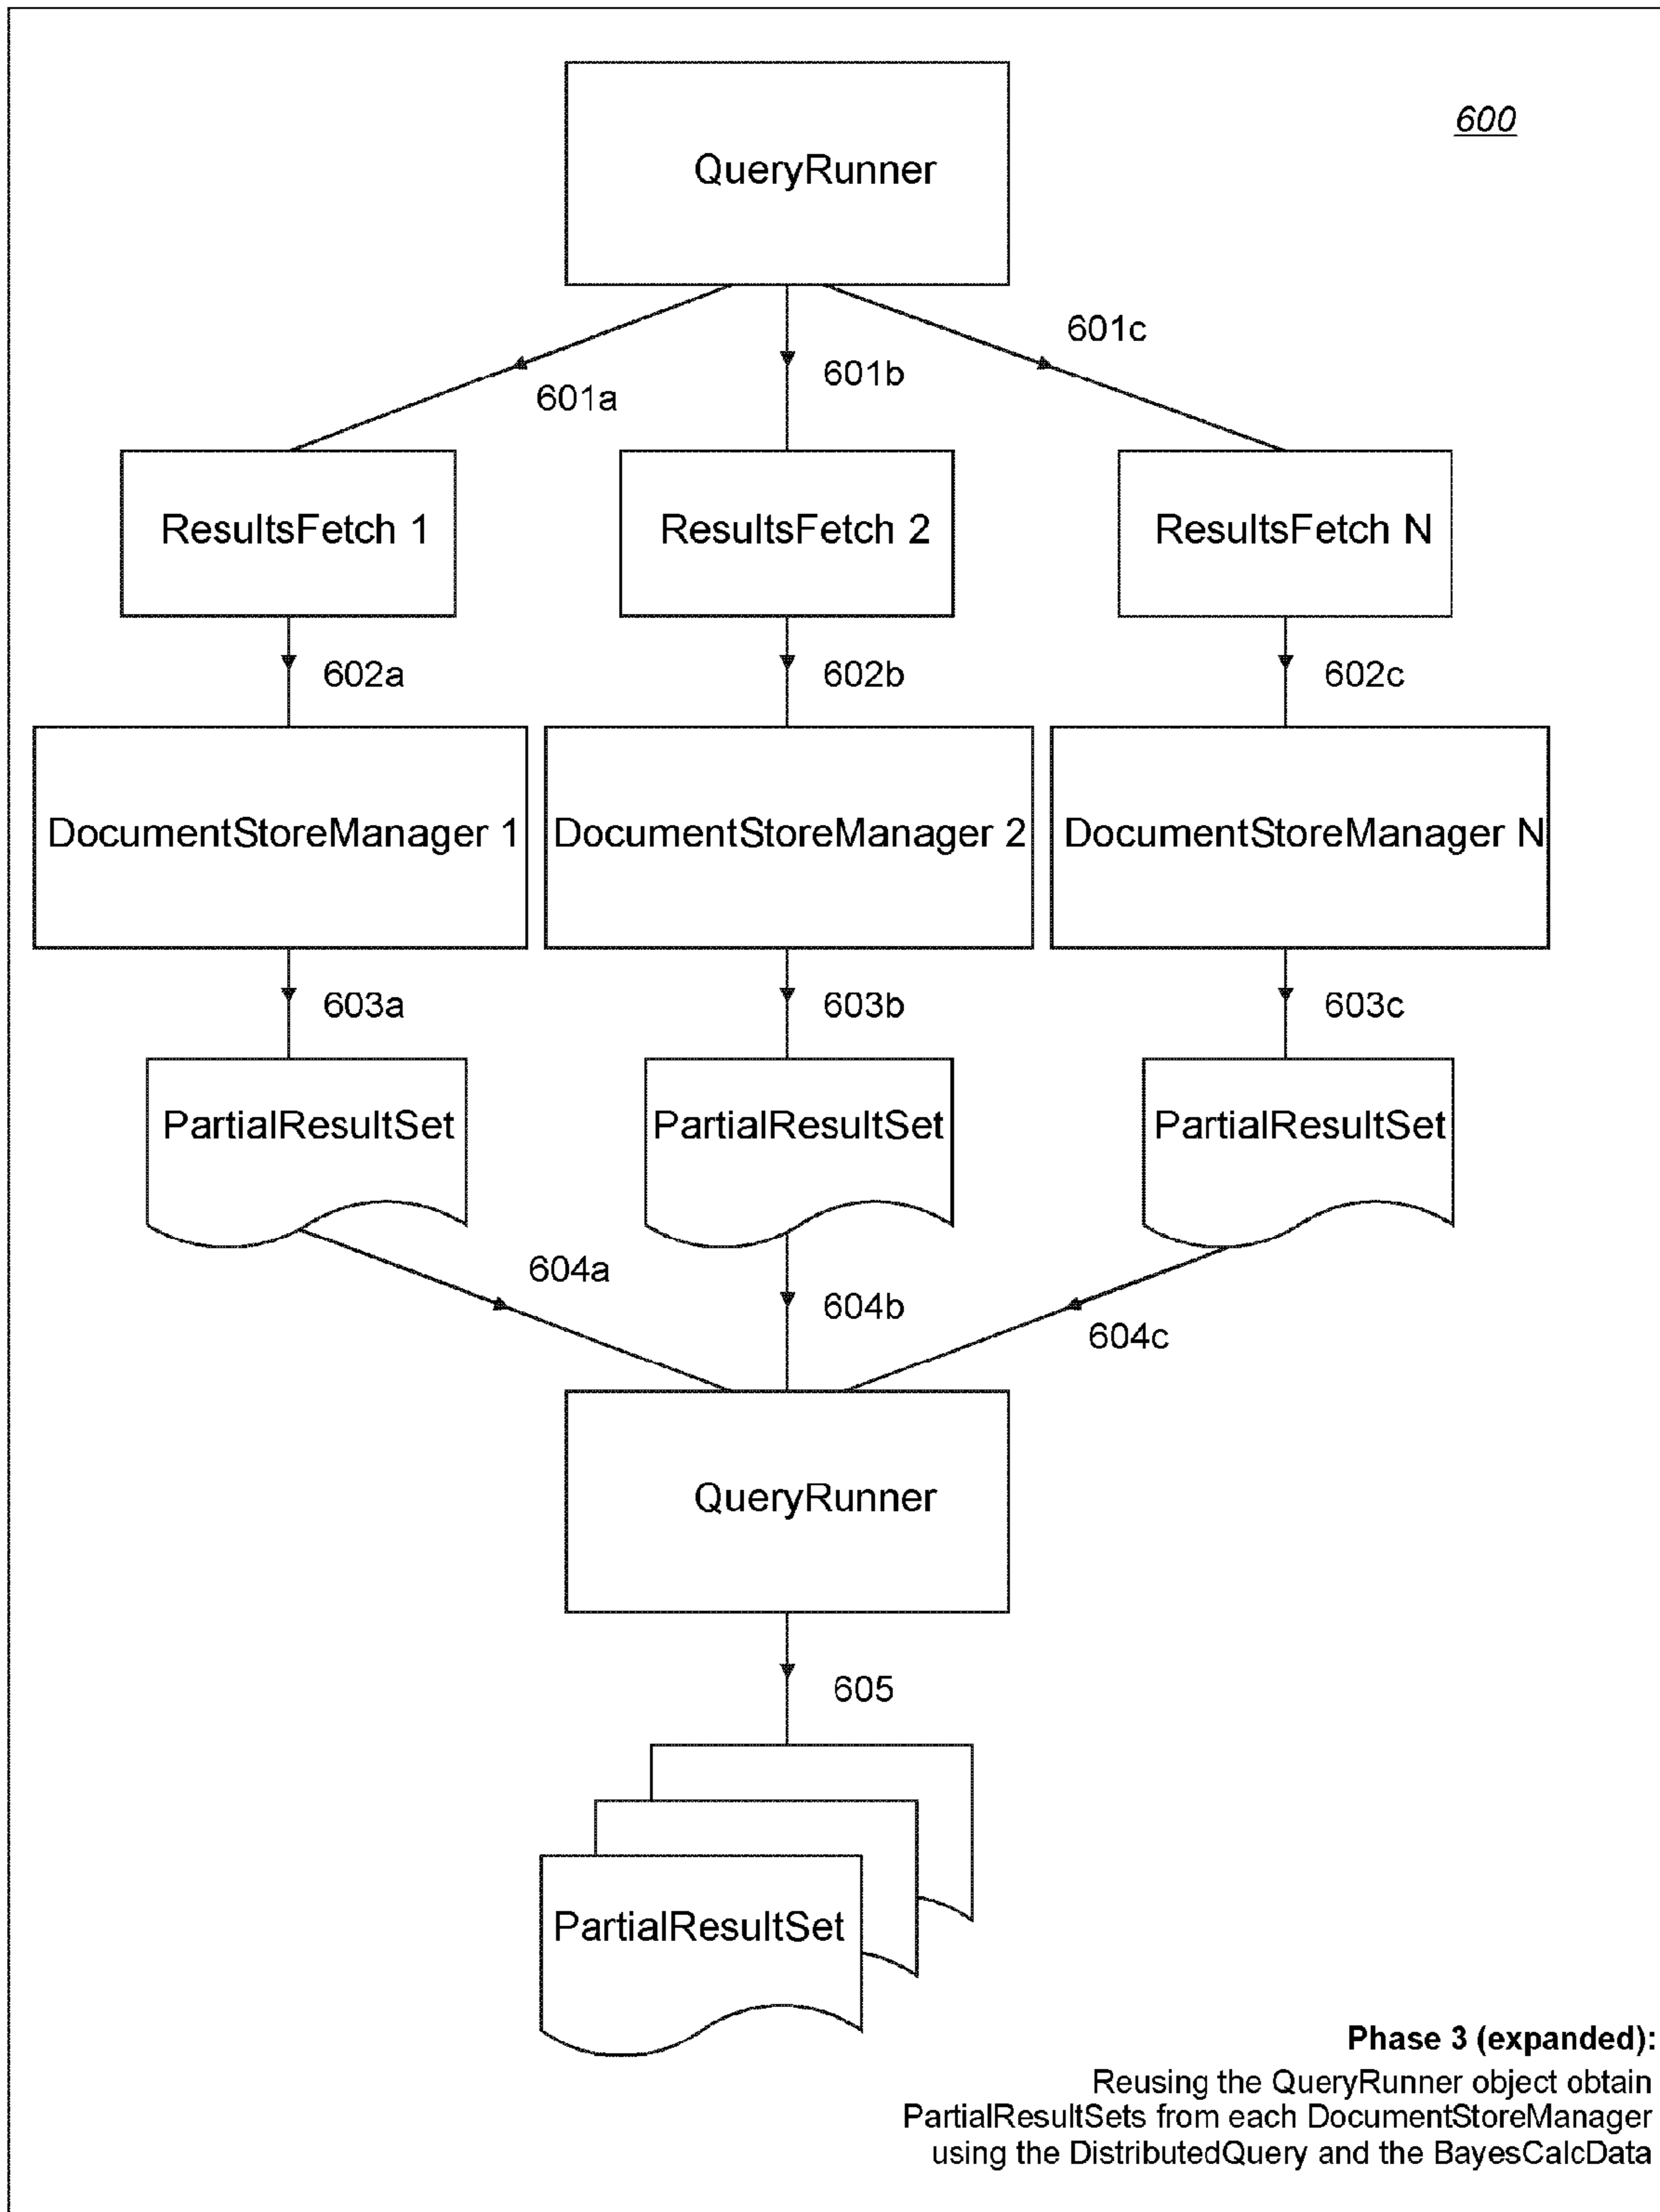 600
QueryRunner
601a
601b
601c
ResultsFetch 1
ResultsFetch 2
ResultsFetch N
602a
602b
602c
DocumentStoreManager 1
DocumentStoreManager 2
DocumentStoreManager N
603a
603b
603c
PartialResultSet
PartialResultSet
PartialResultSet
604a
604b
604c
QueryRunner
605
PartialResultSet
Phase 3 (expanded):
Reusing the QueryRunner object obtain
PartialResultSets from each DocumentStoreManager
using the DistributedQuery and the BayesCalcData